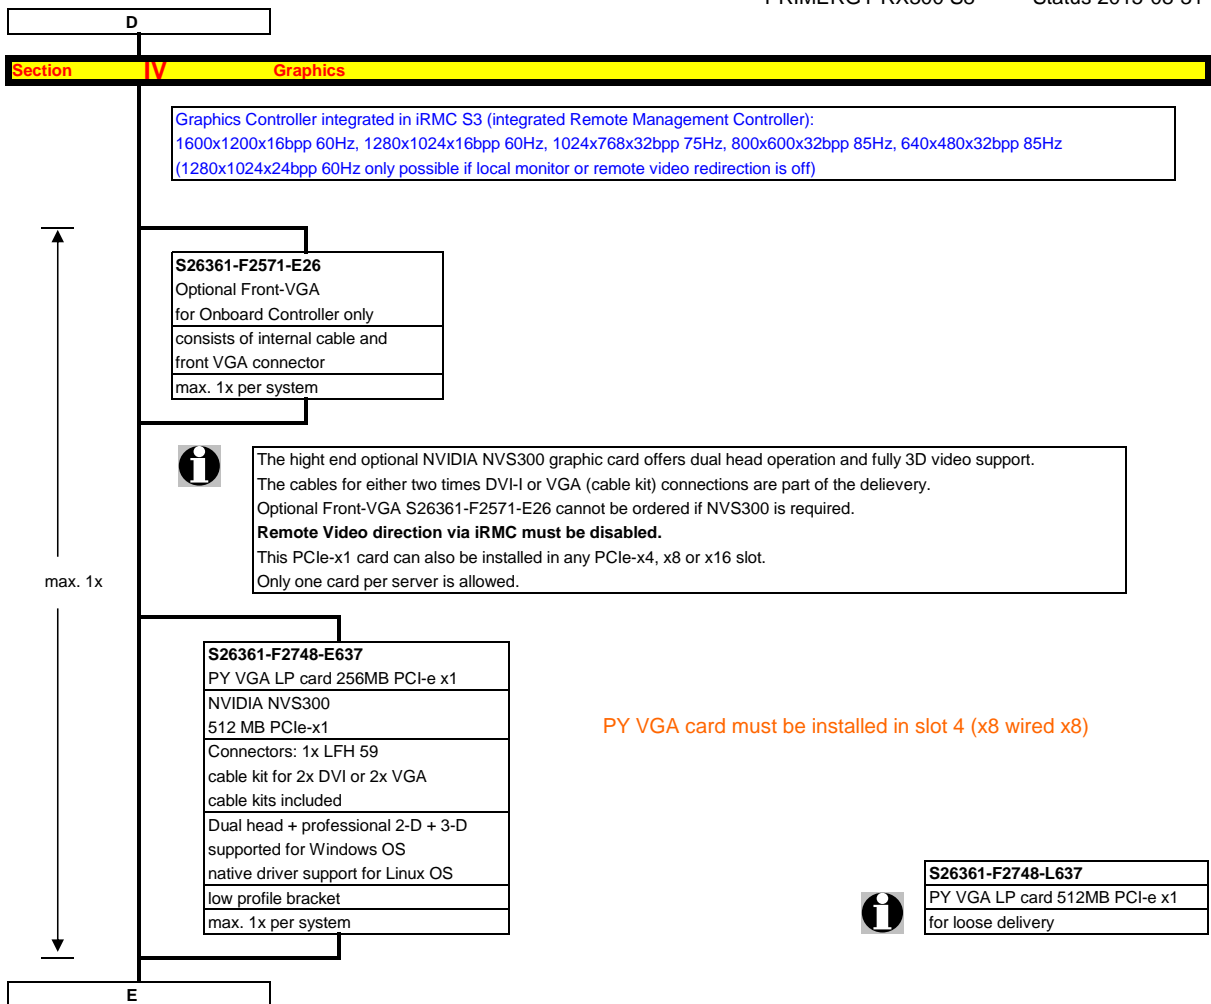 D
Section IV Graphics
Graphics Controller integrated in iRMC S3 (integrated Remote Management Controller):
1600x1200x16bpp 60Hz, 1280x1024x16bpp 60Hz, 1024x768x32bpp 75Hz, 800x600x32bpp 85Hz, 640x480x32bpp 85Hz
(1280x1024x24bpp 60Hz only possible if local monitor or remote video redirection is off)
S26361-F2571-E26
Optional Front-VGA
for Onboard Controller only
consists of internal cable and
front VGA connector
max. 1x per system
The hight end optional NVIDIA NVS300 graphic card offers dual head operation and fully 3D video support.
The cables for either two times DVI-I or VGA (cable kit) connections are part of the delievery.
Optional Front-VGA S26361-F2571-E26 cannot be ordered if NVS300 is required.
Remote Video direction via iRMC must be disabled.
This PCIe-x1 card can also be installed in any PCIe-x4, x8 or x16 slot.
Only one card per server is allowed.
max. 1x
S26361-F2748-E637
PY VGA LP card 256MB PCI-e x1
NVIDIA NVS300
512 MB PCIe-x1
Connectors: 1x LFH 59
cable kit for 2x DVI or 2x VGA
cable kits included
Dual head + professional 2-D + 3-D
supported for Windows OS
native driver support for Linux OS
low profile bracket
max. 1x per system
PY VGA card must be installed in slot 4 (x8 wired x8)
S26361-F2748-L637
PY VGA LP card 512MB PCI-e x1
for loose delivery
E